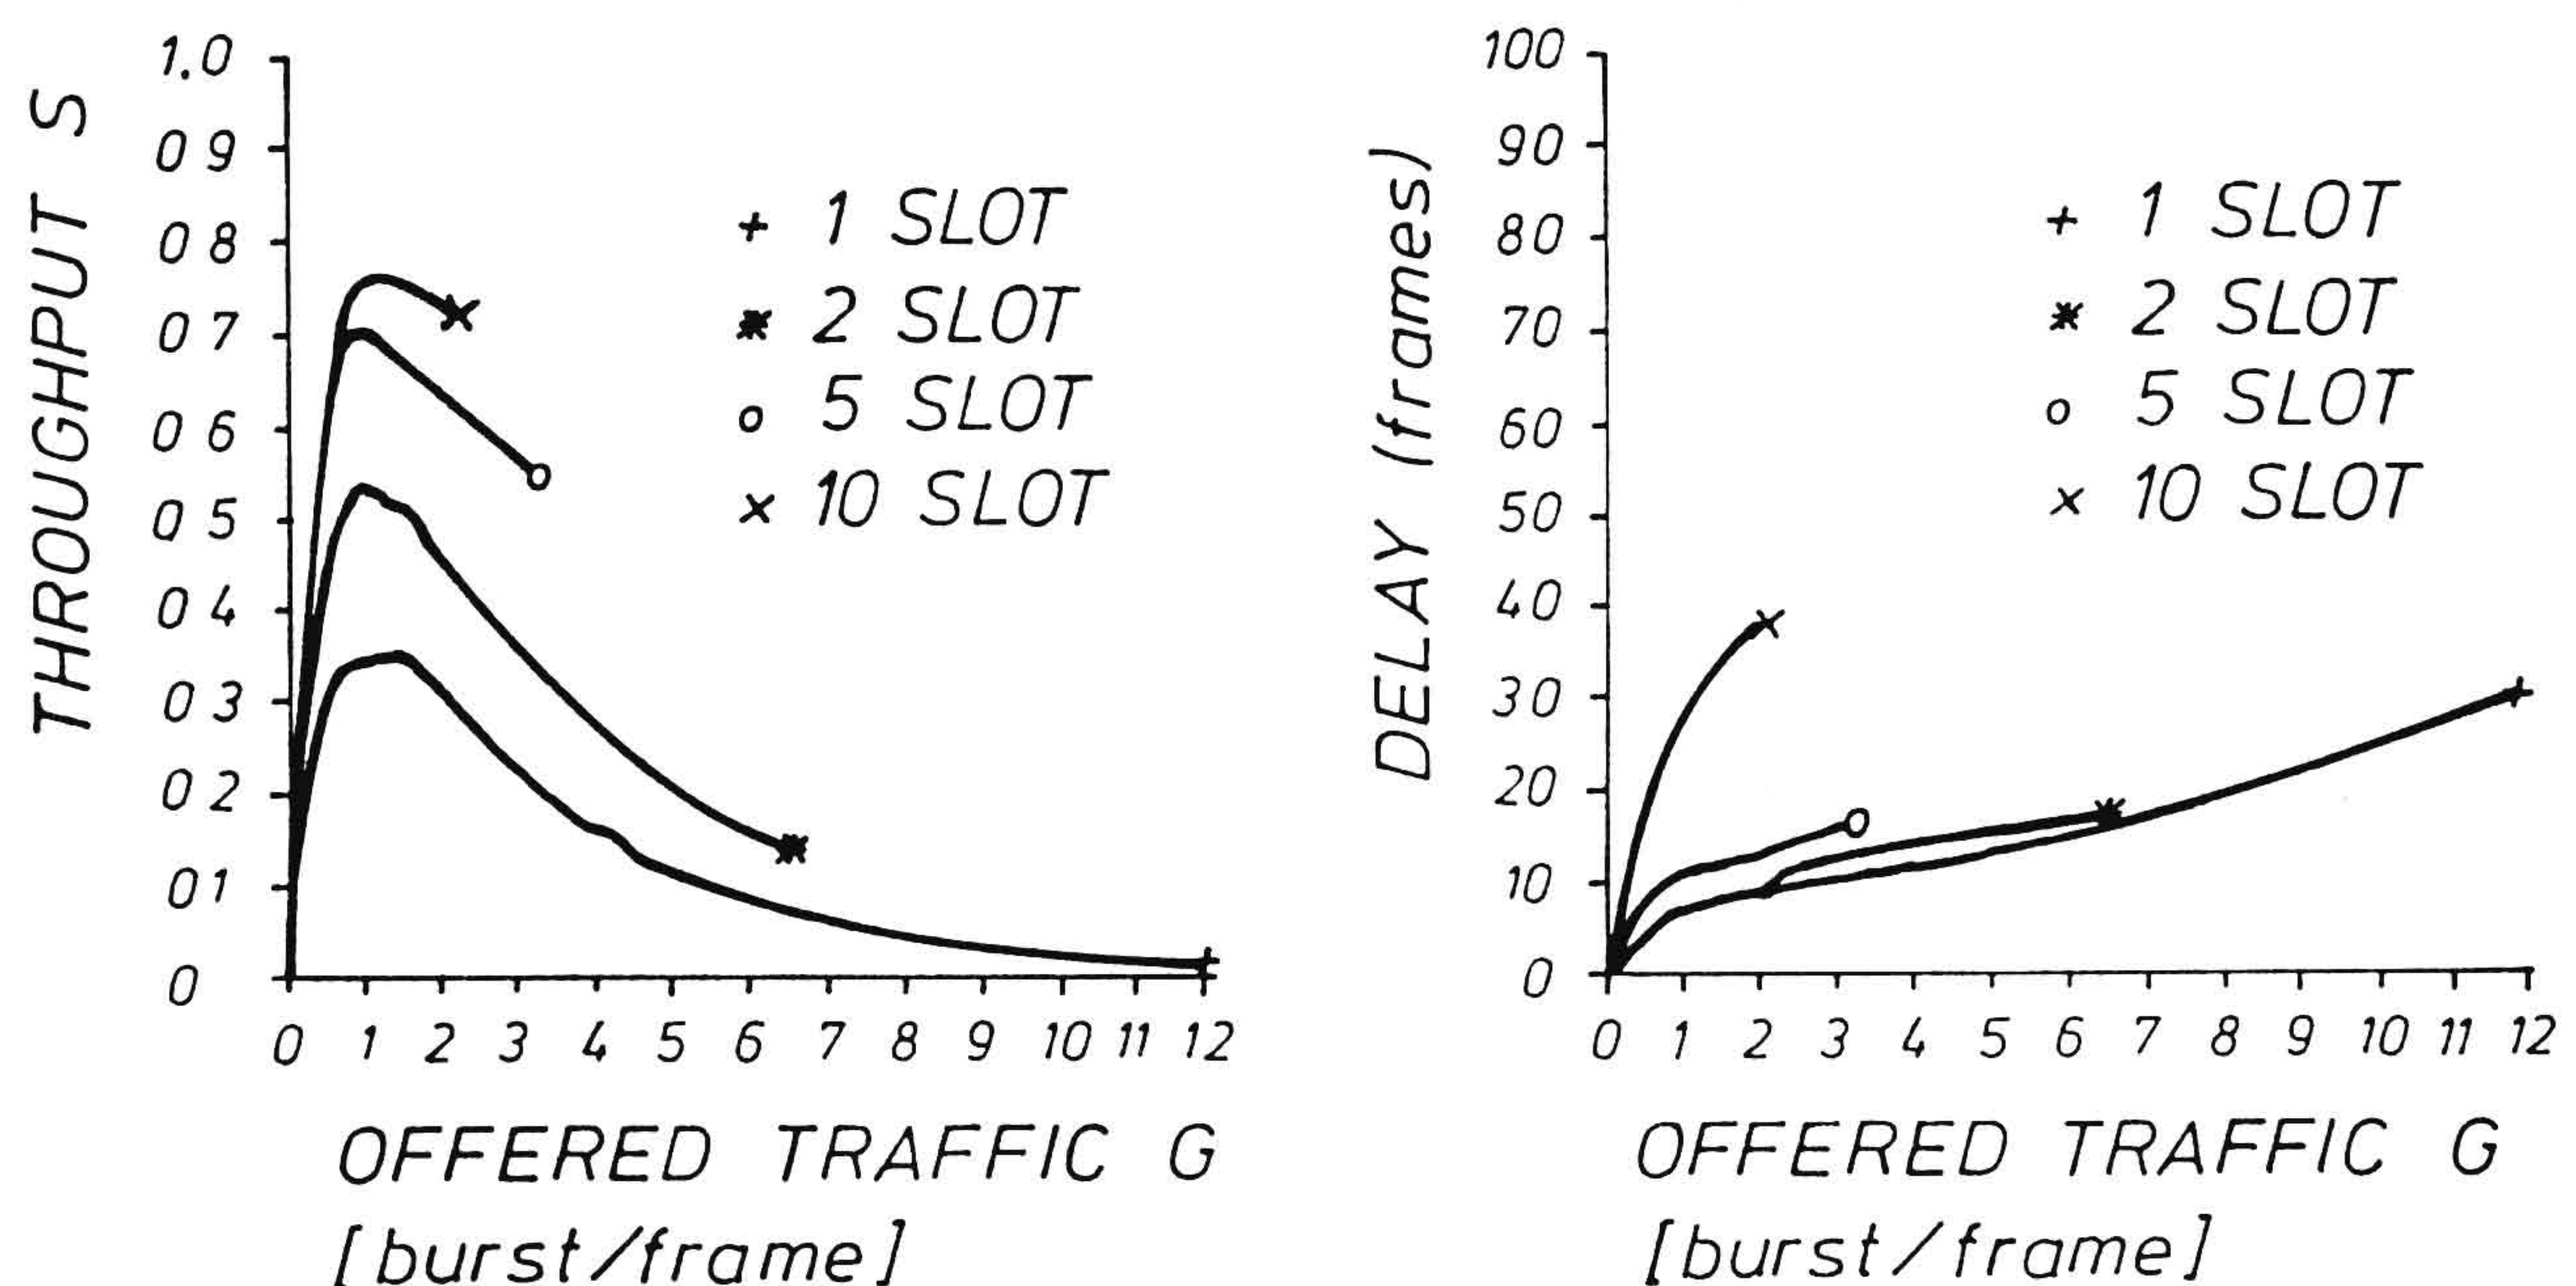 THROUGHPUT S
1.0
0 9
0 8
0 7
0 6
0 5
0 4
0 3
0 2
0 1
0
+ 1 SLOT
* 2 SLOT
o 5 SLOT
× 10 SLOT
0 1 2 3 4 5 6 7 8 9 10 11 12
OFFERED TRAFFIC G
[burst/frame]
DELAY (frames)
100
90
80
70
60
50
40
30
20
10
0
+ 1 SLOT
* 2 SLOT
o 5 SLOT
× 10 SLOT
0 1 2 3 4 5 6 7 8 9 10 11 12
OFFERED TRAFFIC G
[burst/frame]